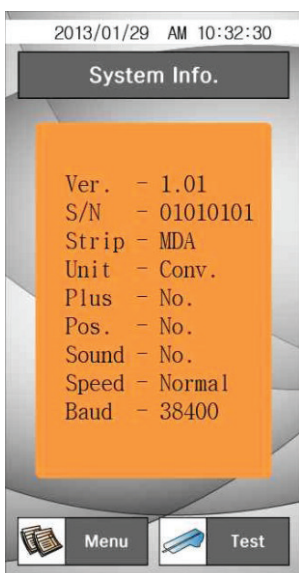 2013/01/29 AM 10:32:30
System Info.
Ver. - 1.01
S/N - 01010101
Strip - MDA
Unit - Conv.
Plus - No.
Pos. - No.
Sound - No.
Speed - Normal
Baud - 38400
Menu Test